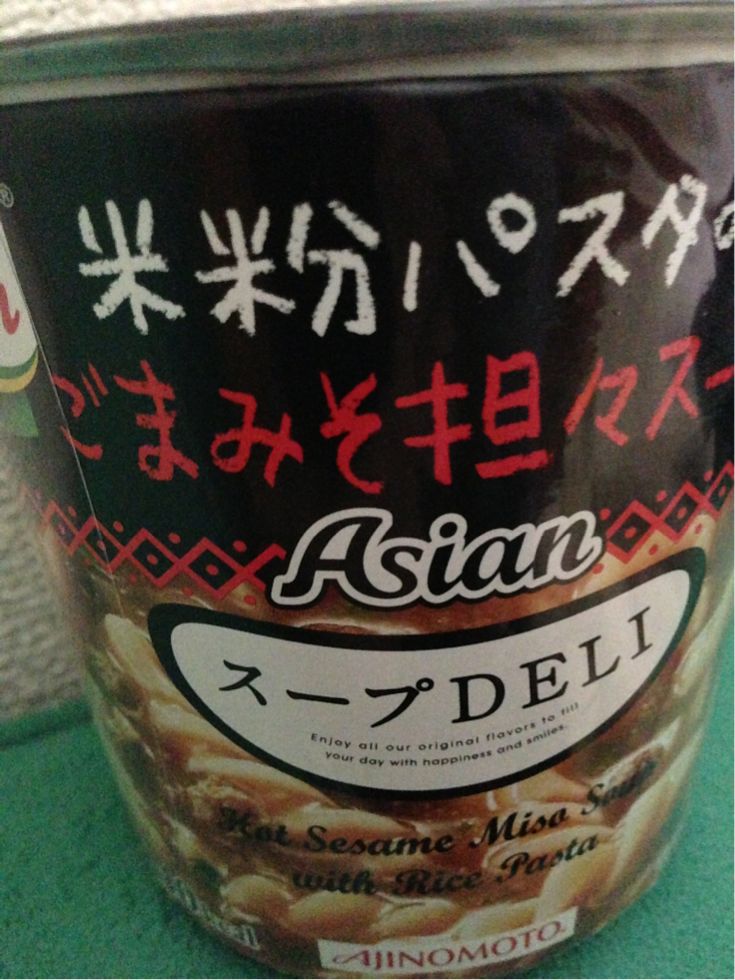 米粉パスタの
ごまみそ担々スー
Asian
スープDELI
Enjoy all our original flavors to fill
your day with happiness and smiles.
Hot Sesame Miso Soup
with Rice Pasta
AJINOMOTO